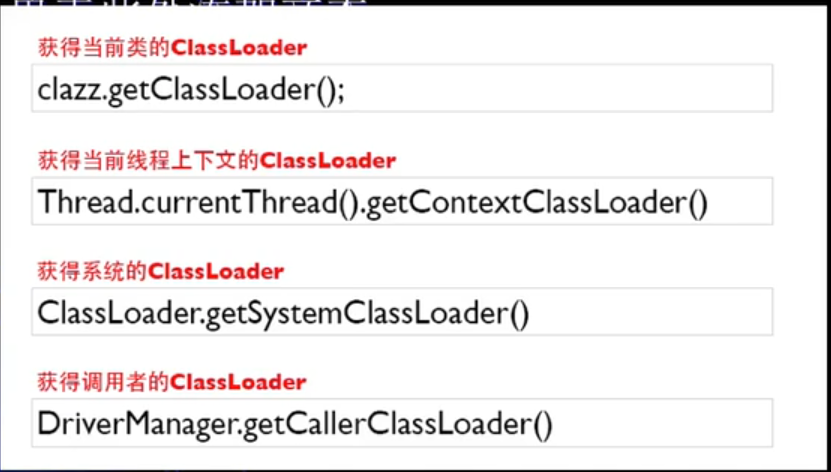 获得当前类的ClassLoader
clazz.getClassLoader();
获得当前线程上下文的ClassLoader
Thread.currentThread().getContextClassLoader()
获得系统的ClassLoader
ClassLoader.getSystemClassLoader()
获得调用者的ClassLoader
DriverManager.getCallerClassLoader()